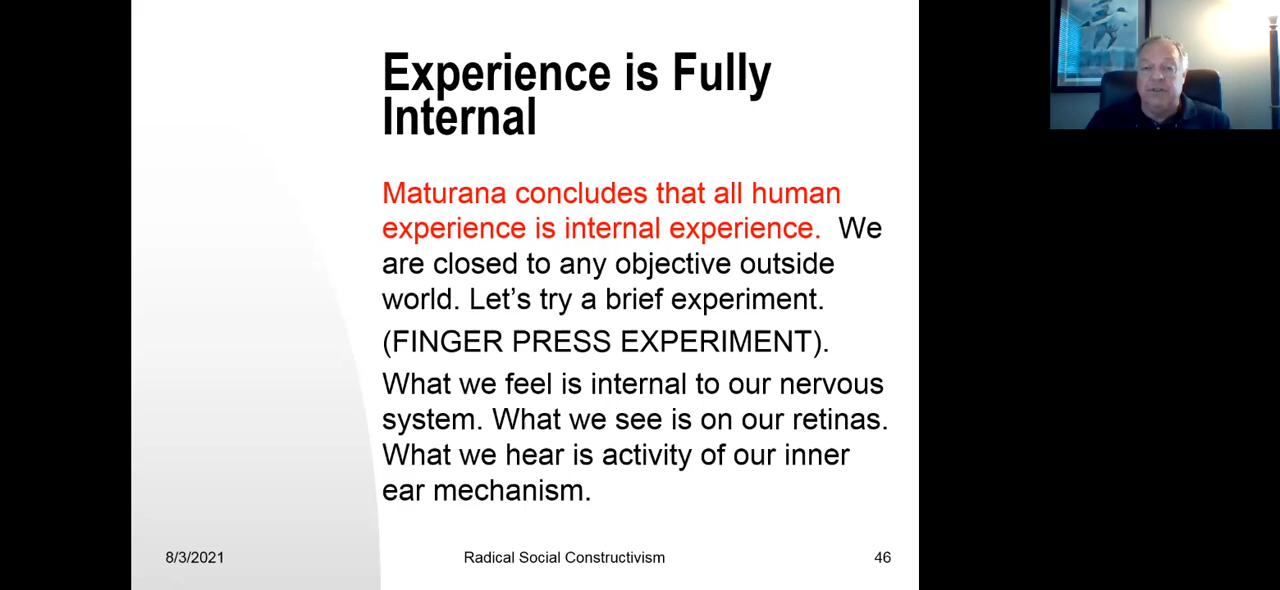 Experience is Fully
Internal
Maturana concludes that all human
experience is internal experience. We
are closed to any objective outside
world. Let's try a brief experiment.
(FINGER PRESS EXPERIMENT).
What we feel is internal to our nervous
system. What we see is on our retinas.
What we hear is activity of our inner
ear mechanism.
8/3/2021
Radical Social Constructivism
46